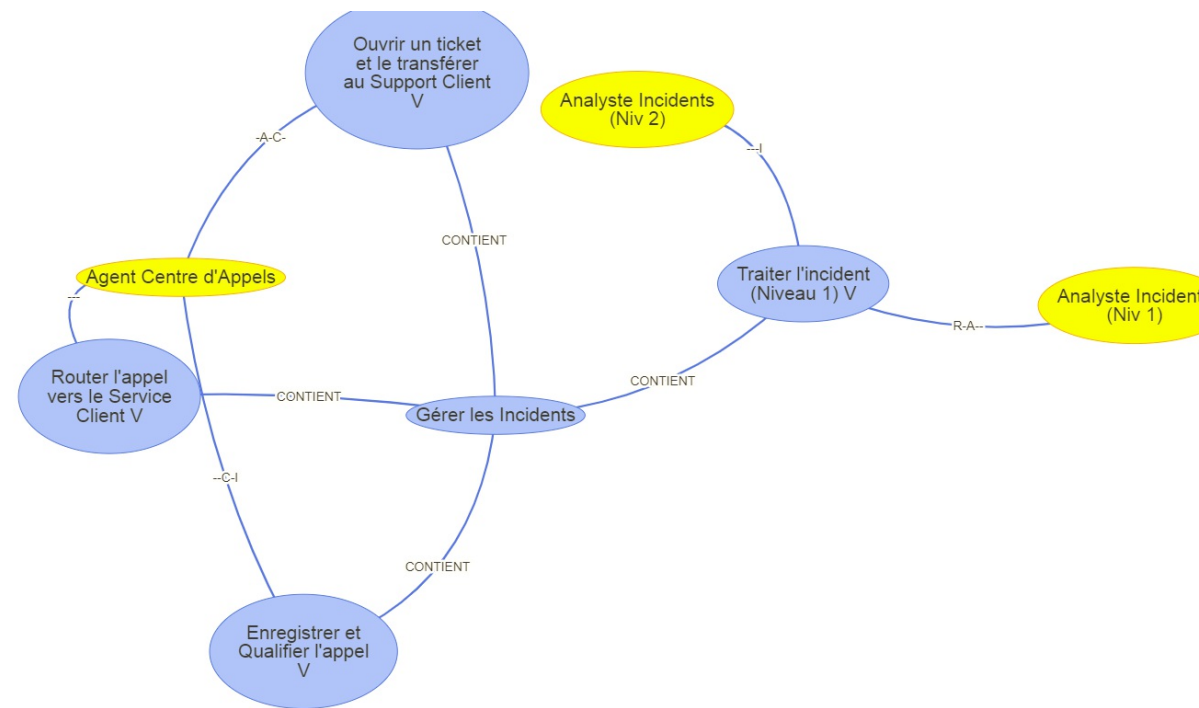 Ouvrir un ticket
et le transférer
au Support Client
V
Analyste Incidents
(Niv 2)
-A-C-
---I
CONTIENT
Traiter l'incident
(Niveau 1) V
Agent Centre d'Appels
---
Analyste Incident
(Niv 1)
R-A--
Router l'appel
vers le Service
Client V
CONTIENT
CONTIENT
Gérer les Incidents
--C-I
CONTIENT
Enregistrer et
Qualifier l'appel
V